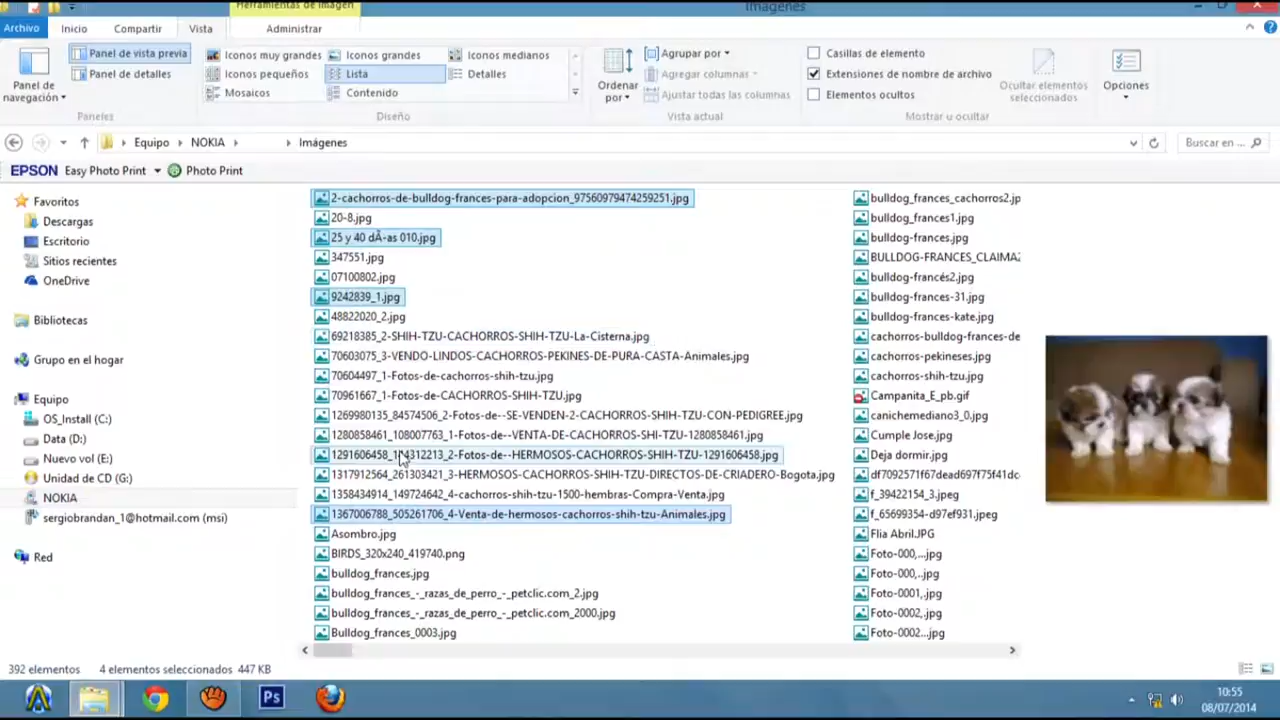 Herramientas de imagen
Imágenes
Archivo
Inicio
Compartir
Vista
Administrar
Panel de navegación
Panel de vista previa
Panel de detalles
Paneles
Iconos muy grandes
Iconos grandes
Iconos medianos
Iconos pequeños
Lista
Detalles
Mosaicos
Contenido
Diseño
Ordenar por
Agrupar por
Agregar columnas
Ajustar todas las columnas
Vista actual
Casillas de elemento
Extensiones de nombre de archivo
Elementos ocultos
Ocultar elementos seleccionados
Mostrar u ocultar
Opciones
Equipo
NOKIA
Imágenes
Buscar en ...
EPSON Easy Photo Print
Photo Print
Favoritos
Descargas
Escritorio
Sitios recientes
OneDrive
Bibliotecas
Grupo en el hogar
Equipo
OS_Install (C:)
Data (D:)
Nuevo vol (E:)
Unidad de CD (G:)
NOKIA
sergiobrandan_1@hotmail.com (msi)
Red
2-cachorros-de-bulldog-frances-para-adopcion_97560979474259251.jpg
20-8.jpg
25 y 40 dÃ-as 010.jpg
347551.jpg
07100802.jpg
9242839_1.jpg
48822020_2.jpg
69218385_2-SHIH-TZU-CACHORROS-SHIH-TZU-La-Cisterna.jpg
70603075_3-VENDO-LINDOS-CACHORROS-PEKINES-DE-PURA-CASTA-Animales.jpg
70604497_1-Fotos-de-cachorros-shih-tzu.jpg
70961667_1-Fotos-de-CACHORROS-SHIH-TZU.jpg
1269980135_84574506_2-Fotos-de--SE-VENDEN-2-CACHORROS-SHIH-TZU-CON-PEDIGREE.jpg
1280858461_108007763_1-Fotos-de--VENTA-DE-CACHORROS-SHI-TZU-1280858461.jpg
1291606458_104312213_2-Fotos-de--HERMOSOS-CACHORROS-SHIH-TZU-1291606458.jpg
1317912564_261303421_3-HERMOSOS-CACHORROS-SHIH-TZU-DIRECTOS-DE-CRIADERO-Bogota.jpg
1358434914_149724642_4-cachorros-shih-tzu-1500-hembras-Compra-Venta.jpg
1367006788_505261706_4-Venta-de-hermosos-cachorros-shih-tzu-Animales.jpg
Asombro.jpg
BIRDS_320x240_419740.png
bulldog_frances.jpg
bulldog_frances_-_razas_de_perro_-_petclic.com_2.jpg
bulldog_frances_-_razas_de_perro_-_petclic.com_2000.jpg
Bulldog_frances_0003.jpg
bulldog_frances_cachorros2.jp
bulldog_frances1.jpg
bulldog-frances.jpg
BULLDOG-FRANCES_CLAIMA
bulldog-francés2.jpg
bulldog-frances-31.jpg
bulldog-frances-kate.jpg
cachorros-bulldog-frances-de
cachorros-pekineses.jpg
cachorros-shih-tzu.jpg
Campanita_E_pb.gif
canichemediano3_0.jpg
Cumple Jose.jpg
Deja dormir.jpg
df7092571f67dead697f75f41dc
f_39422154_3.jpeg
f_65699354-d97ef931.jpeg
Flia Abril.JPG
Foto-000,...jpg
Foto-000,..jpg
Foto-0001,.jpg
Foto-0002,.jpg
Foto-0002...jpg
392 elementos
4 elementos seleccionados 447 KB
Ps
10:55
08/07/2014